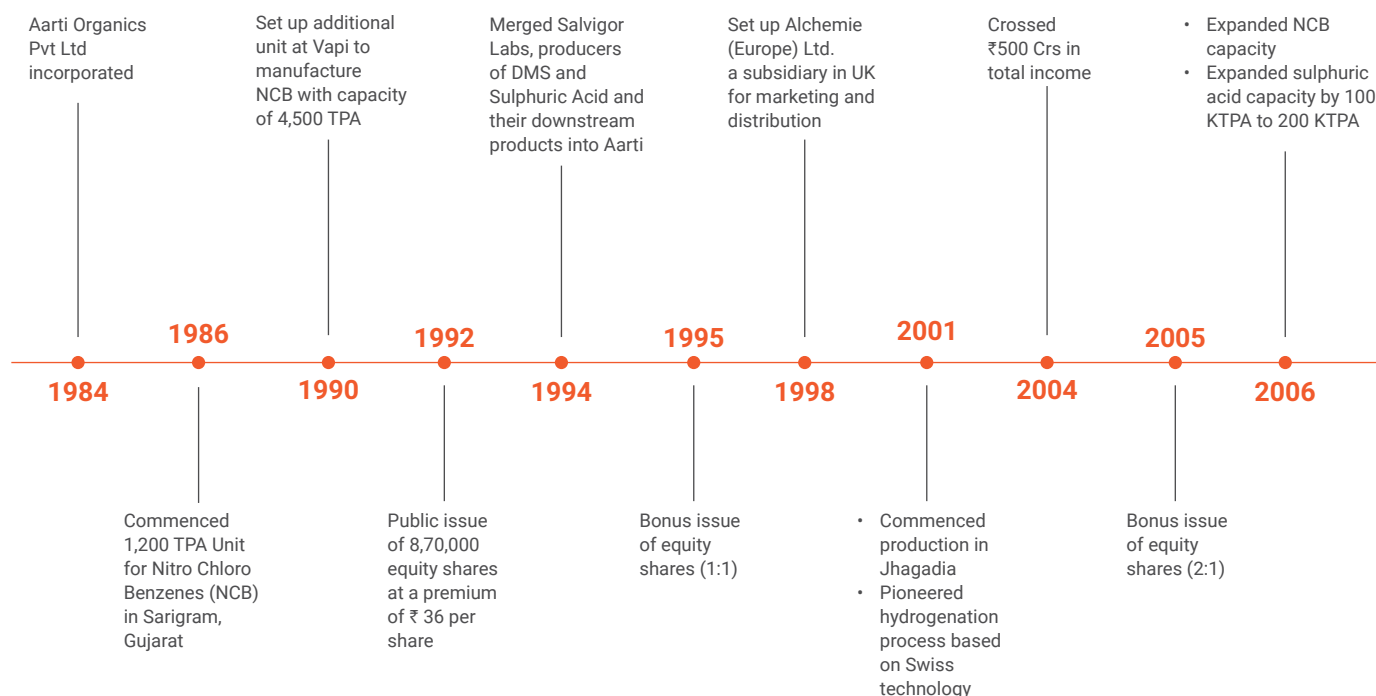 Aarti Organics
Pvt Ltd
incorporated
Set up additional
unit at Vapi to
manufacture
NCB with capacity
of 4,500 TPA
Merged Salvigor
Labs, producers
of DMS and
Sulphuric Acid and
their downstream
products into Aarti
Set up Alchemie
(Europe) Ltd.
a subsidiary in UK
for marketing and
distribution
Crossed
₹500 Crs in
total income
• Expanded NCB
capacity
• Expanded sulphuric
acid capacity by 100
KTPA to 200 KTPA
1986
1992
1995
2001
2005
1984
1990
1994
1998
2004
2006
Commenced
1,200 TPA Unit
for Nitro Chloro
Benzenes (NCB)
in Sarigram,
Gujarat
Public issue
of 8,70,000
equity shares
at a premium
of ₹ 36 per
share
Bonus issue
of equity
shares (1:1)
• Commenced
production in
Jhagadia
• Pioneered
hydrogenation
process based
on Swiss
technology
Bonus issue
of equity
shares (2:1)